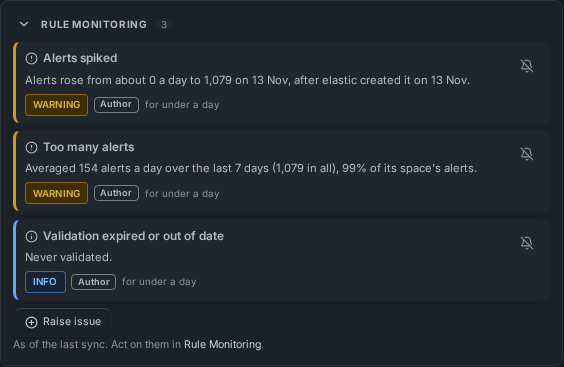 RULE MONITORING 3
Alerts spiked
Alerts rose from about 0 a day to 1,079 on 13 Nov, after elastic created it on 13 Nov.
WARNING Author for under a day
Too many alerts
Averaged 154 alerts a day over the last 7 days (1,079 in all), 99% of its space's alerts.
WARNING Author for under a day
Validation expired or out of date
Never validated.
INFO Author for under a day
Raise issue
As of the last sync. Act on them in Rule Monitoring.